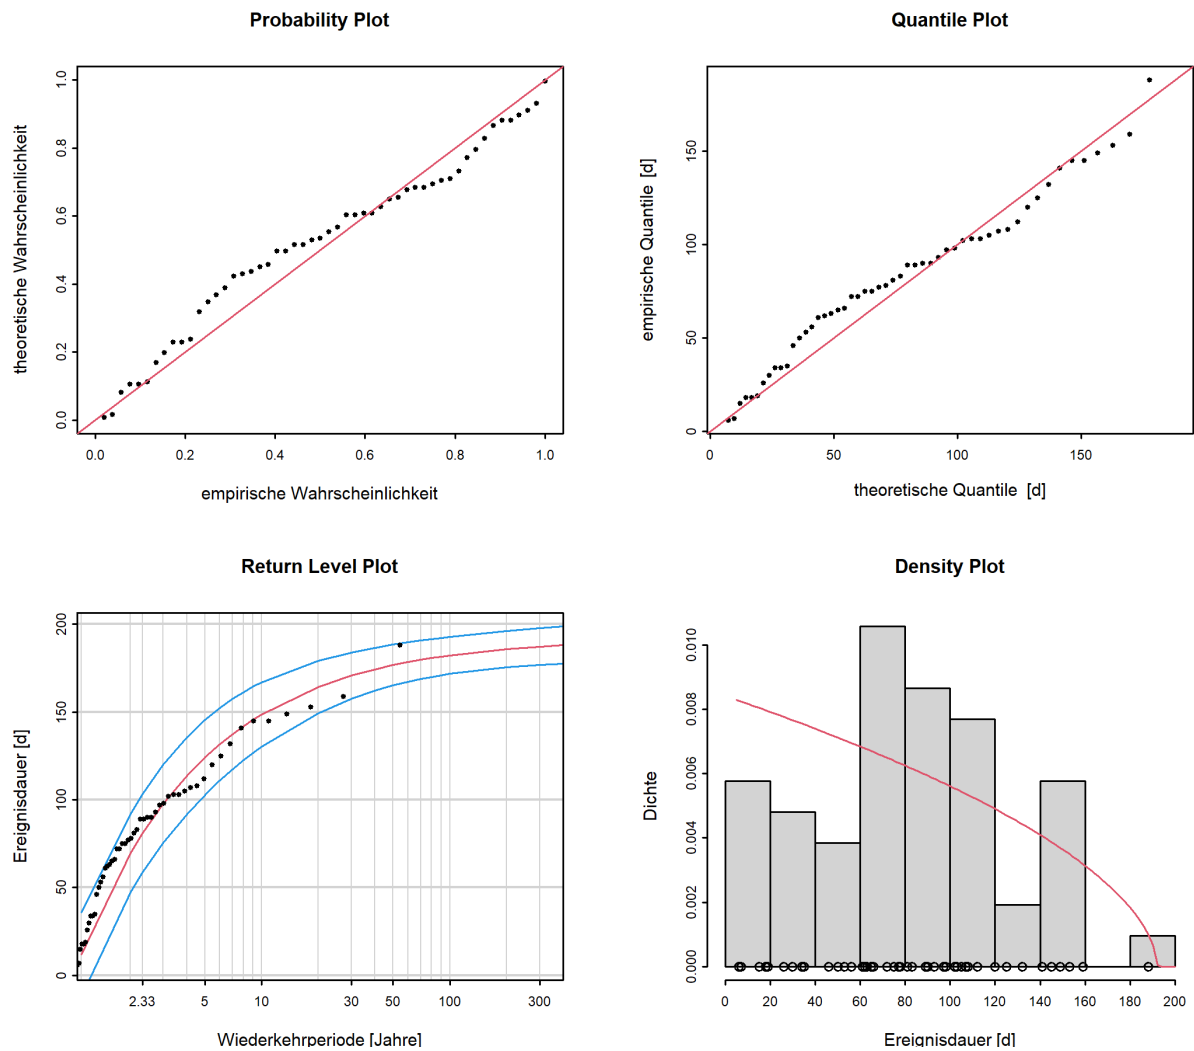 Probability Plot
theoretische Wahrscheinlichkeit
0.0 0.2 0.4 0.6 0.8 1.0
0.0 0.2 0.4 0.6 0.8 1.0
empirische Wahrscheinlichkeit
Quantile Plot
empirische Quantile [d]
0 50 100 150
0 50 100 150
theoretische Quantile [d]
Return Level Plot
Ereignisdauer [d]
0 50 100 150 200
2.33 5 10 30 50 100 300
Wiederkehrperiode [Jahre]
Density Plot
Dichte
0.000 0.002 0.004 0.006 0.008 0.010
0 20 40 60 80 100 120 140 160 180 200
Ereignisdauer [d]